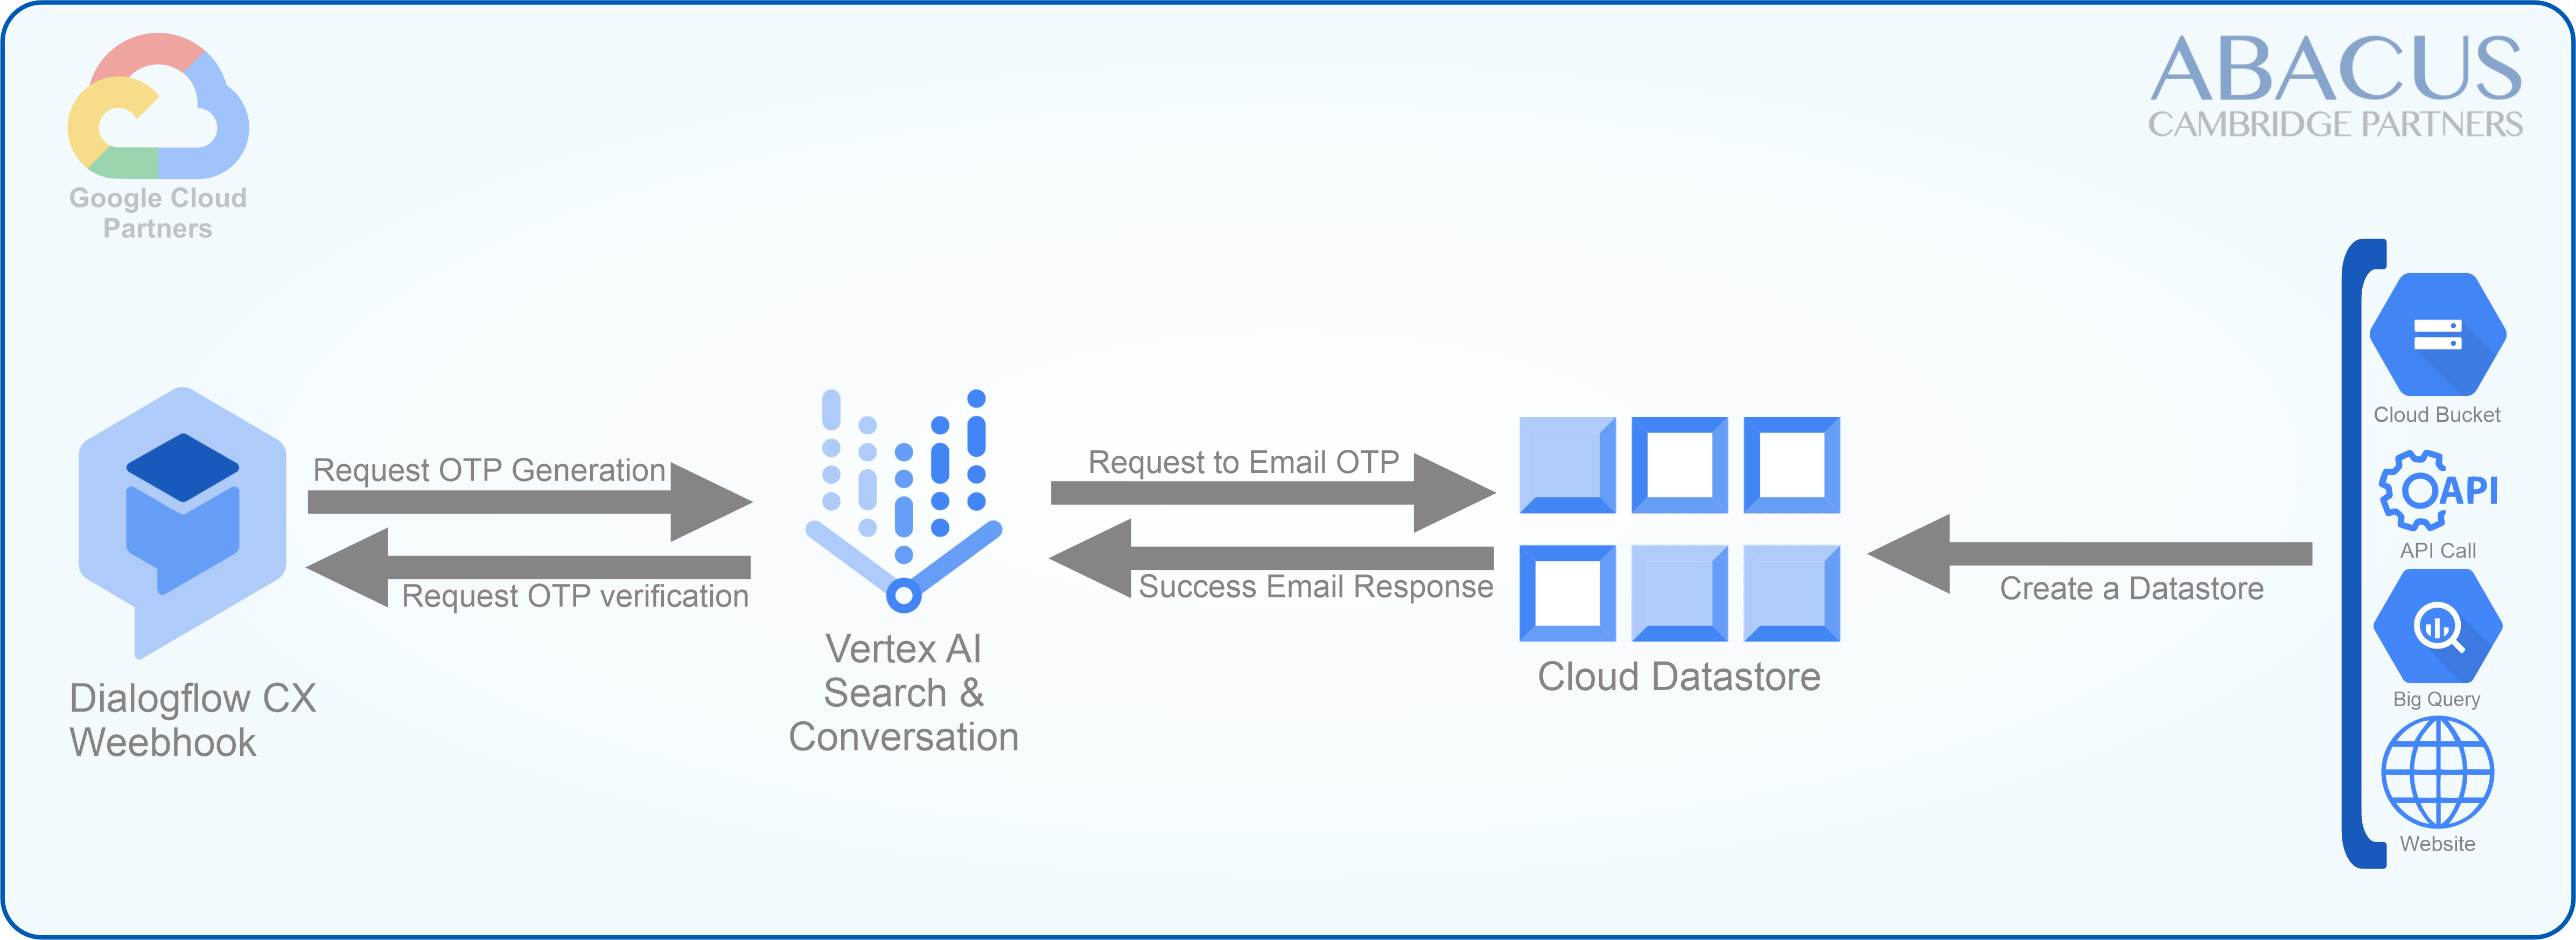 Google Cloud
Partners
ABACUS
CAMBRIDGE PARTNERS
Request OTP Generation
Request OTP verification
Dialogflow CX
Weebhook
Vertex AI
Search &
Conversation
Request to Email OTP
Success Email Response
Cloud Datastore
Create a Datastore
Cloud Bucket
API
API Call
Big Query
Website